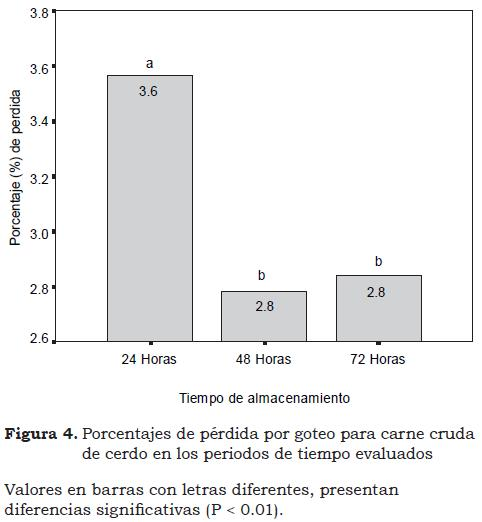 3.8
3.6
3.4
3.2
3.0
2.8
2.6
Porcentaje (%) de perdida
a
3.6
b
2.8
b
2.8
24 Horas
48 Horas
72 Horas
Tiempo de almacenamiento
Figura 4. Porcentajes de pérdida por goteo para carne cruda
de cerdo en los periodos de tiempo evaluados
Valores en barras con letras diferentes, presentan
diferencias significativas (P < 0.01).